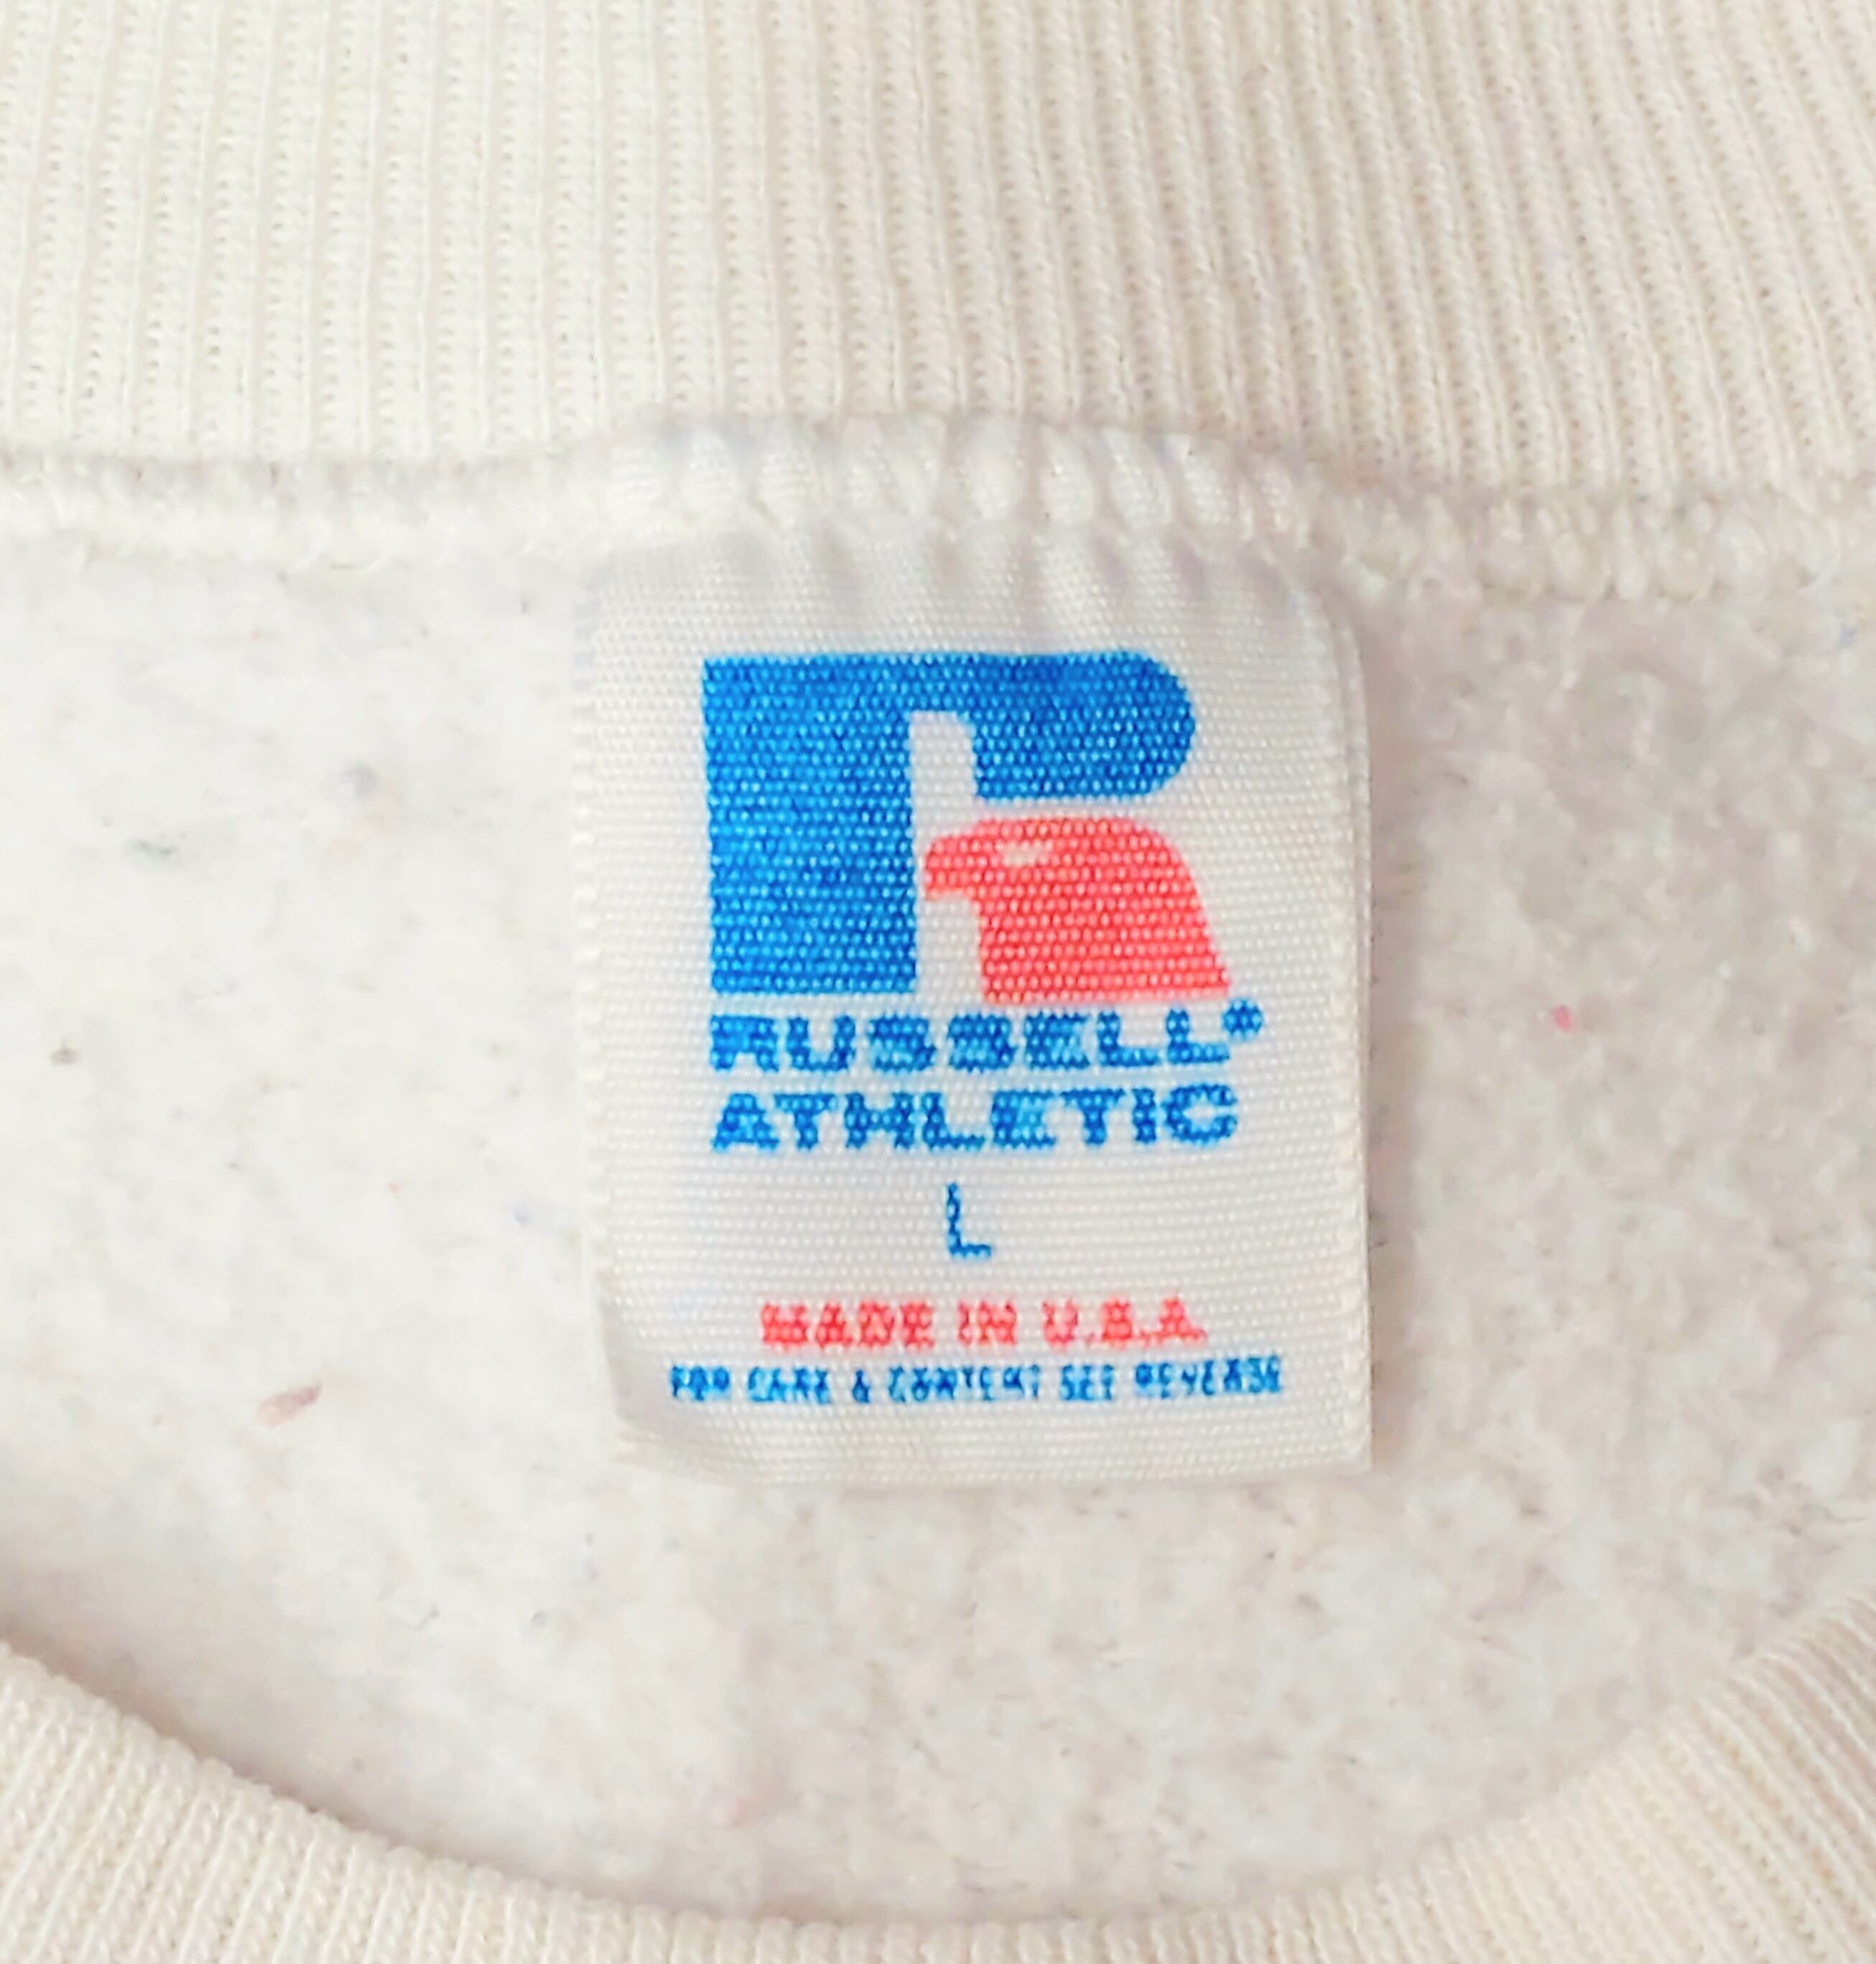 RUSSELL®
ATHLETIC
L
MADE IN U.S.A.
FOR CARE & CONTENT SEE REVERSE